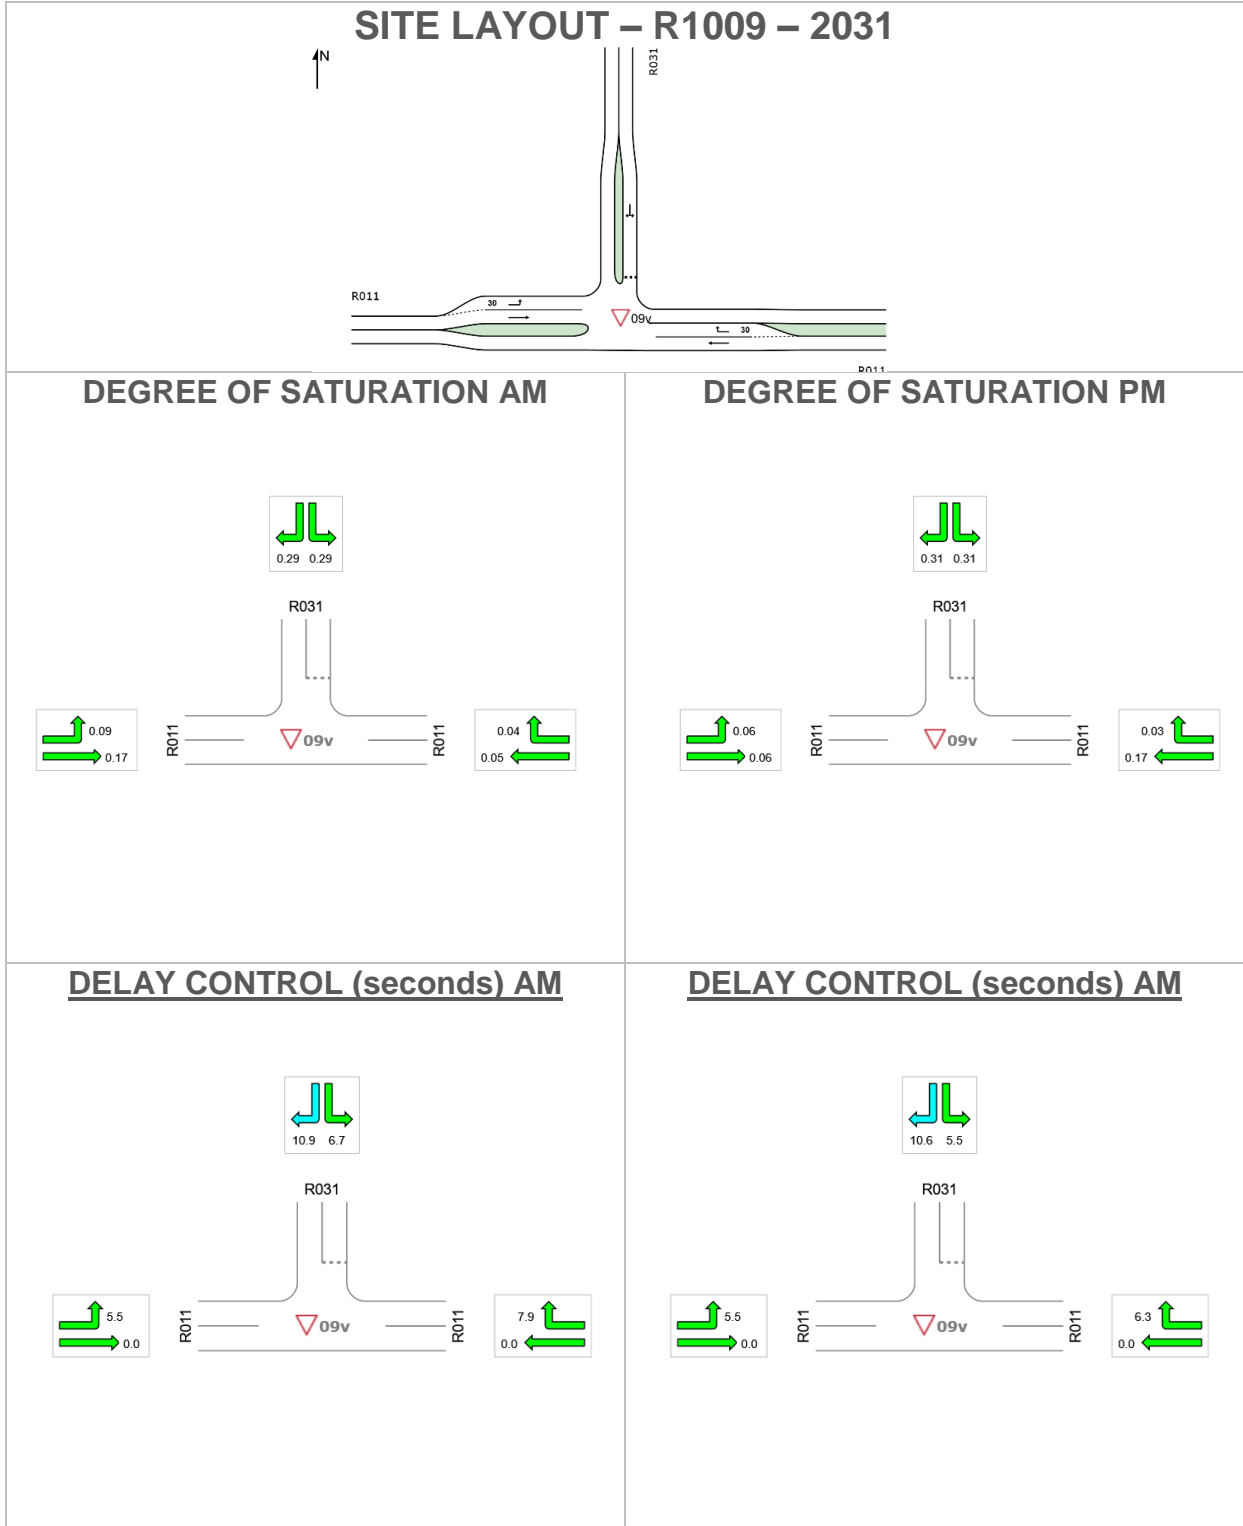 SITE LAYOUT – R1009 – 2031
N
R031
R011
30
09v
30
R011
DEGREE OF SATURATION AM
0.29 0.29
R031
0.09
0.17
R011
09v
R011
0.04
0.05
DEGREE OF SATURATION PM
0.31 0.31
R031
0.06
0.06
R011
09v
R011
0.03
0.17
DELAY CONTROL (seconds) AM
10.9 6.7
R031
5.5
0.0
R011
09v
R011
7.9
0.0
DELAY CONTROL (seconds) AM
10.6 5.5
R031
5.5
0.0
R011
09v
R011
6.3
0.0